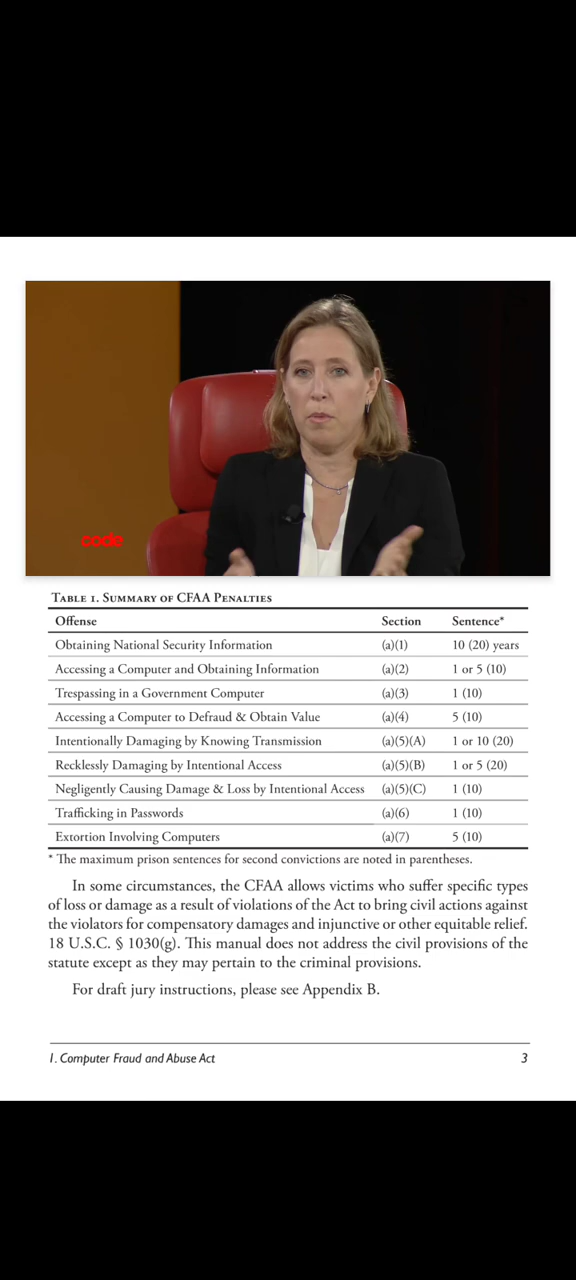 code
TABLE 1. SUMMARY OF CFAA PENALTIES
Offense Section Sentence*
Obtaining National Security Information (a)(1) 10 (20) years
Accessing a Computer and Obtaining Information (a)(2) 1 or 5 (10)
Trespassing in a Government Computer (a)(3) 1 (10)
Accessing a Computer to Defraud & Obtain Value (a)(4) 5 (10)
Intentionally Damaging by Knowing Transmission (a)(5)(A) 1 or 10 (20)
Recklessly Damaging by Intentional Access (a)(5)(B) 1 or 5 (20)
Negligently Causing Damage & Loss by Intentional Access (a)(5)(C) 1 (10)
Trafficking in Passwords (a)(6) 1 (10)
Extortion Involving Computers (a)(7) 5 (10)
* The maximum prison sentences for second convictions are noted in parentheses.
In some circumstances, the CFAA allows victims who suffer specific types
of loss or damage as a result of violations of the Act to bring civil actions against
the violators for compensatory damages and injunctive or other equitable relief.
18 U.S.C. § 1030(g). This manual does not address the civil provisions of the
statute except as they may pertain to the criminal provisions.
For draft jury instructions, please see Appendix B.
1. Computer Fraud and Abuse Act 3